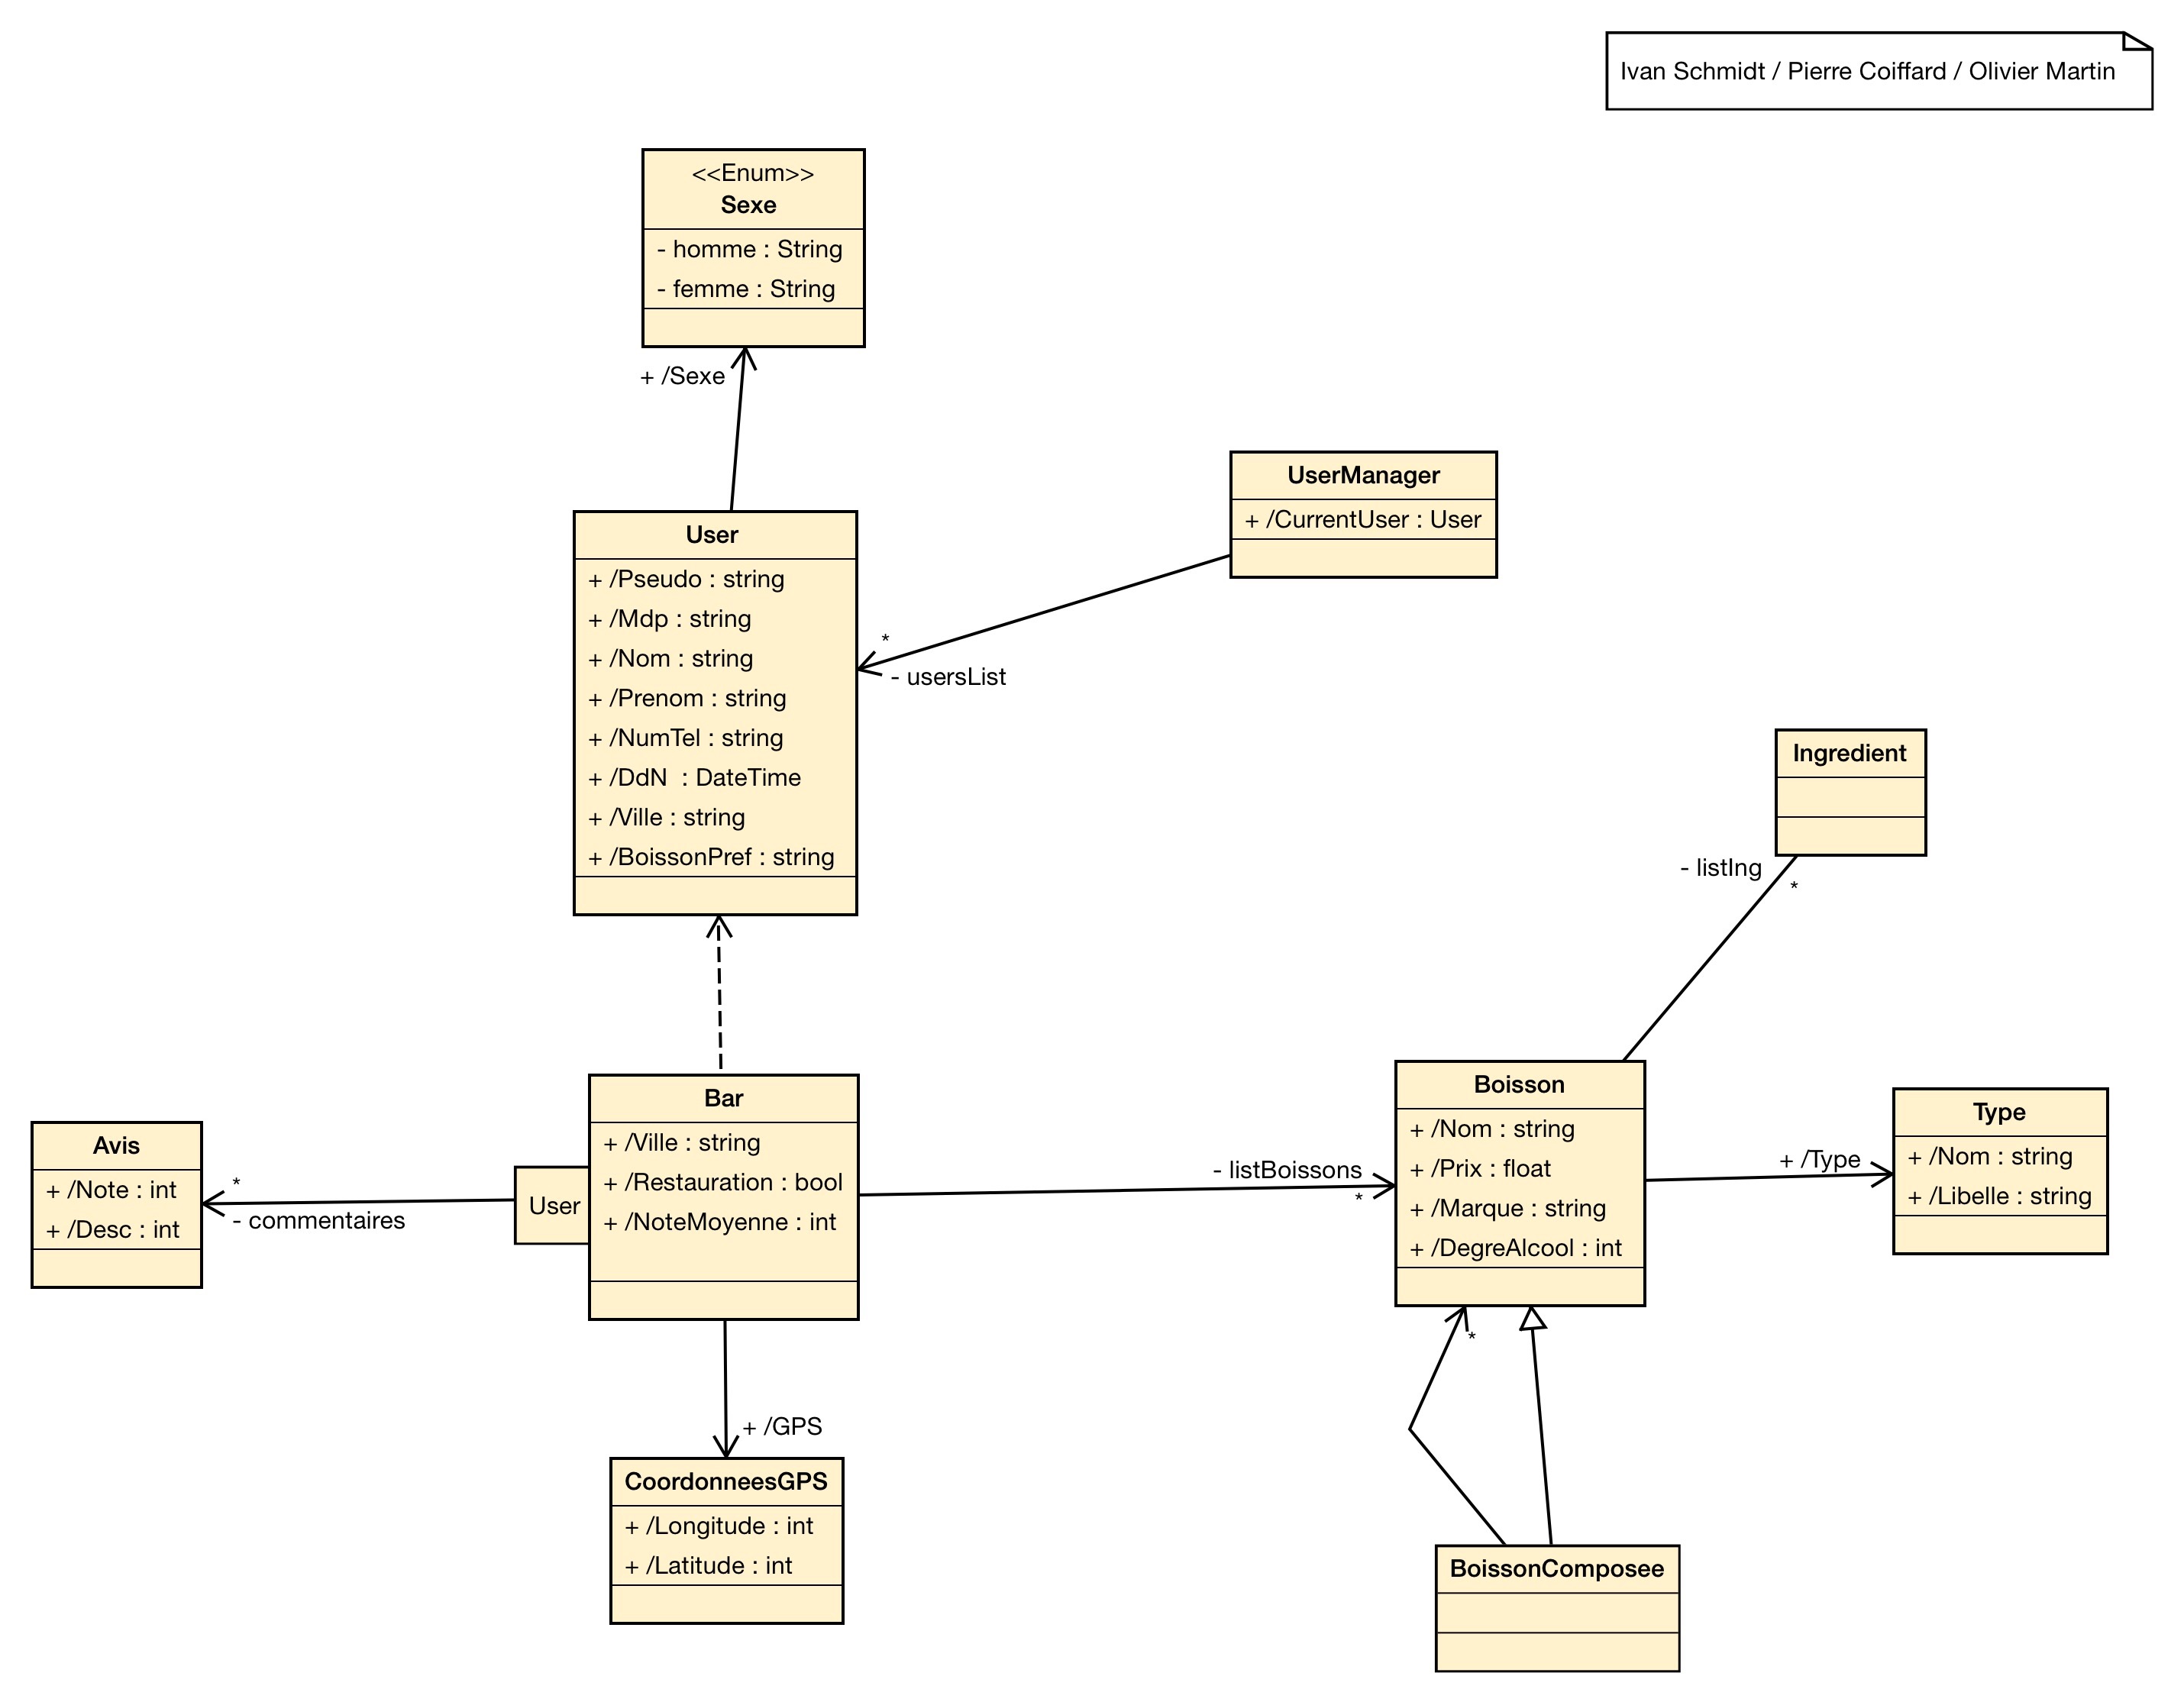 Ivan Schmidt / Pierre Coiffard / Olivier Martin
<<Enum>>
Sexe
- homme : String
- femme : String
+ /Sexe
UserManager
+ /CurrentUser : User
User
+ /Pseudo : string
+ /Mdp : string
+ /Nom : string
+ /Prenom : string
+ /NumTel : string
+ /DdN  : DateTime
+ /Ville : string
+ /BoissonPref : string
*
- usersList
Ingredient
- listIng
*
Bar
+ /Ville : string
+ /Restauration : bool
+ /NoteMoyenne : int
User
Avis
+ /Note : int
+ /Desc : int
*
- commentaires
- listBoissons
*
Boisson
+ /Nom : string
+ /Prix : float
+ /Marque : string
+ /DegreAlcool : int
+ /Type
Type
+ /Nom : string
+ /Libelle : string
*
+ /GPS
CoordonneesGPS
+ /Longitude : int
+ /Latitude : int
BoissonComposee